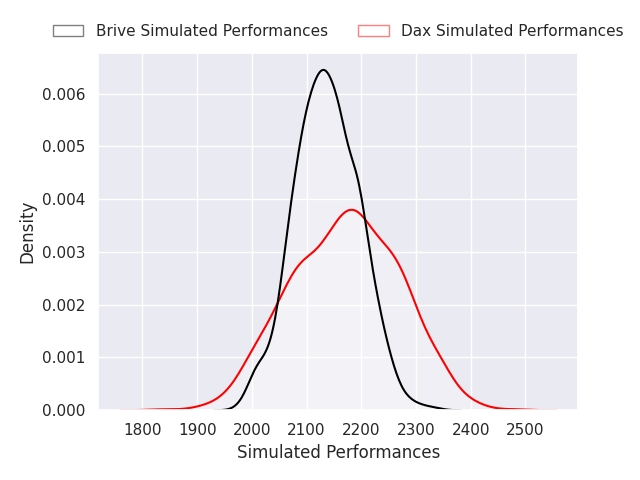 Brive Simulated Performances
Dax Simulated Performances
0.006
0.005
0.004
0.003
0.002
0.001
0.000
Density
1800 1900 2000 2100 2200 2300 2400 2500
Simulated Performances